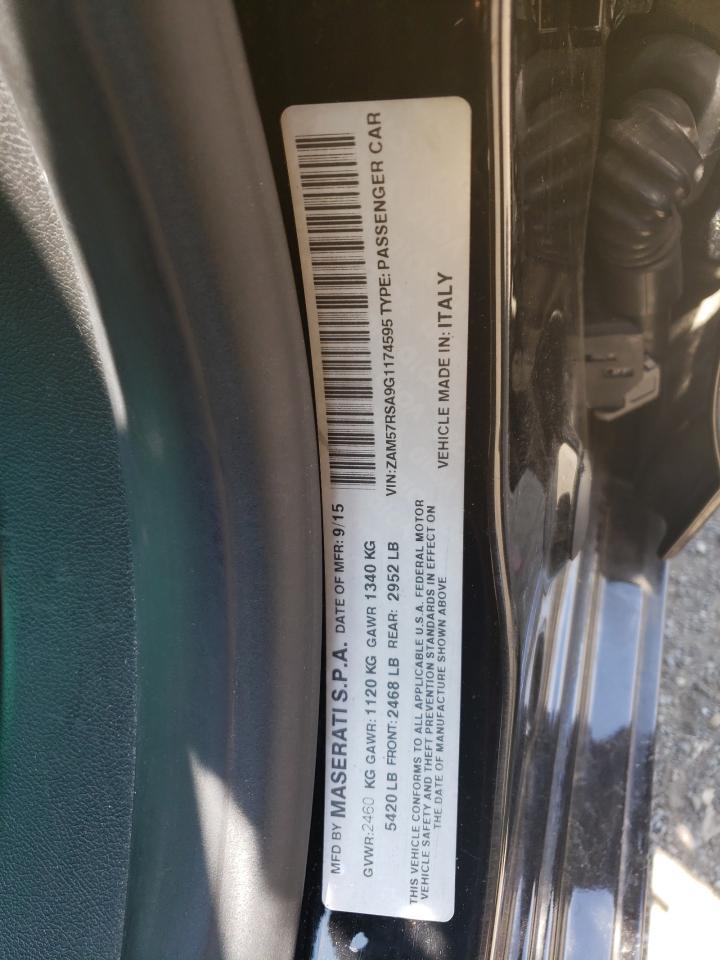 MFD BY MASERATI S.P.A. DATE OF MFR: 9/15
GVWR:2460 KG GAWR: 1120 KG GAWR 1340 KG
5420 LB FRONT: 2468 LB REAR: 2952 LB
THIS VEHICLE CONFORMS TO ALL APPLICABLE U.S.A. FEDERAL MOTOR
VEHICLE SAFETY AND THEFT PREVENTION STANDARDS IN EFFECT ON
THE DATE OF MANUFACTURE SHOWN ABOVE
VIN:ZAM57RSA9G1174595 TYPE: PASSENGER CAR
VEHICLE MADE IN: ITALY